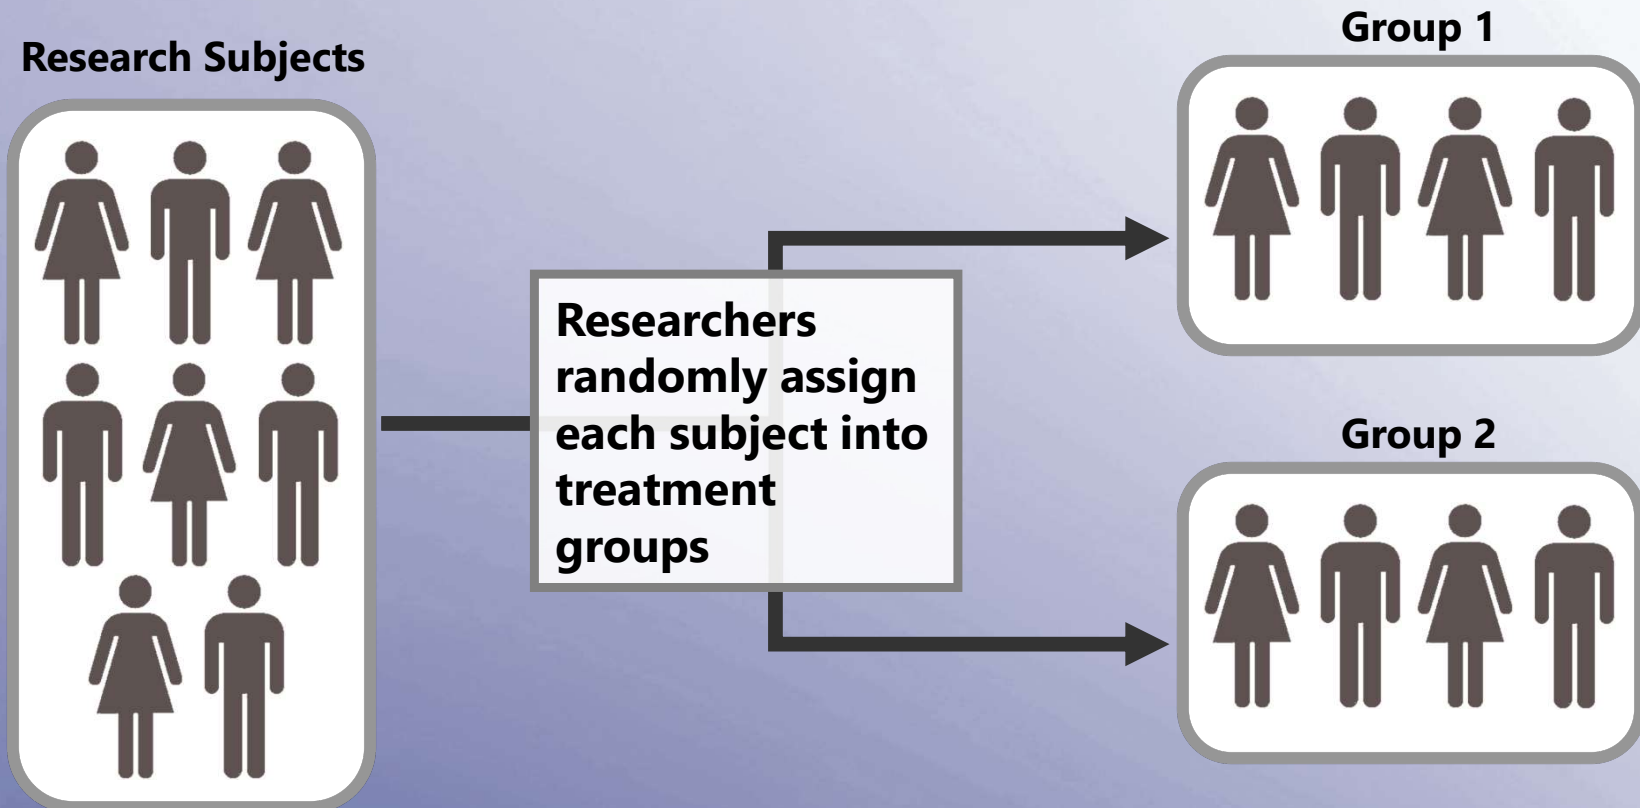 Research Subjects
Researchers
randomly assign
each subject into
treatment
groups
Group 1
Group 2